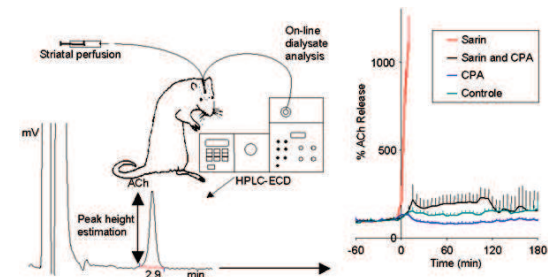 Striatal perfusion
On-line
dialysate
analysis
mV
ACh
HPLC-ECD
Peak height
estimation
2.9
min
% ACh Release
1000
500
0
-60
0
60
120
180
Time (min)
Sarin
Sarin and CPA
CPA
Controle